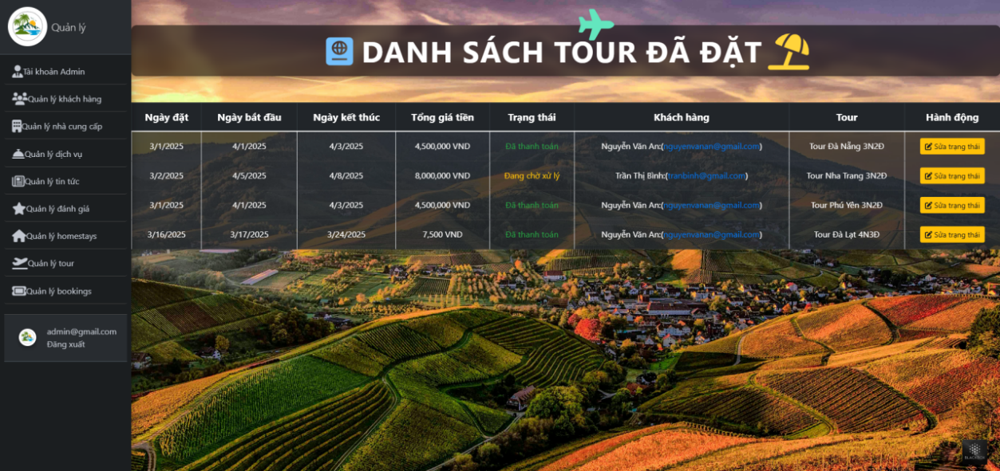 Quản lý
Tài khoản Admin
Quản lý khách hàng
Quản lý nhà cung cấp
Quản lý dịch vụ
Quản lý tin tức
Quản lý đánh giá
Quản lý homestays
Quản lý tour
Quản lý bookings
admin@gmail.com
Đăng xuất
DANH SÁCH TOUR ĐÃ ĐẶT
Ngày đặt Ngày bắt đầu Ngày kết thúc Tổng giá tiền Trạng thái Khách hàng Tour Hành động
3/1/2025 4/1/2025 4/3/2025 4,500,000 VND Đã thanh toán Nguyễn Văn An:(nguyenvanan@gmail.com) Tour Đà Nẵng 3N2Đ Sửa trạng thái
3/2/2025 4/5/2025 4/8/2025 8,000,000 VND Đang chờ xử lý Trần Thị Bình:(tranbinh@gmail.com) Tour Nha Trang 3N2Đ Sửa trạng thái
3/1/2025 4/1/2025 4/3/2025 4,500,000 VND Đã thanh toán Nguyễn Văn An:(nguyenvanan@gmail.com) Tour Phú Yên 3N2Đ Sửa trạng thái
3/16/2025 3/17/2025 3/24/2025 7,500 VND Đã thanh toán Nguyễn Văn An:(nguyenvanan@gmail.com) Tour Đà Lạt 4N3Đ Sửa trạng thái